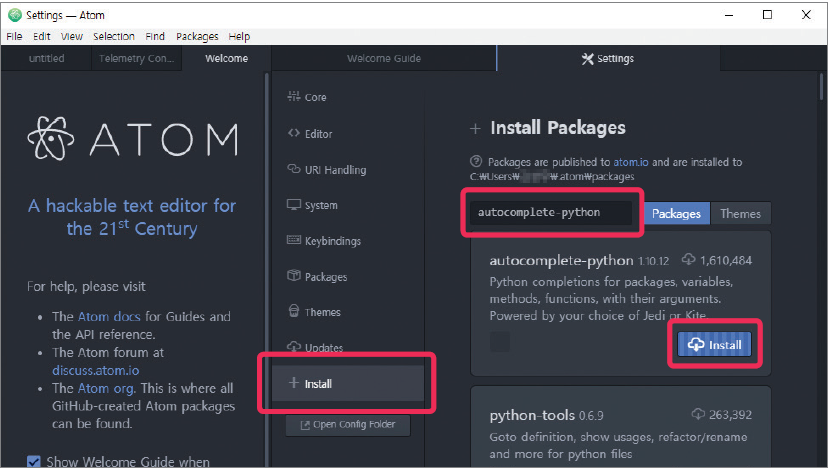 Settings — Atom
File Edit View Selection Find Packages Help
untitled
Telemetry Con...
Welcome
Welcome Guide
Settings
ATOM
A hackable text editor for
the 21st Century
For help, please visit
• The Atom docs for Guides and
the API reference.
• The Atom forum at
discuss.atom.io
• The Atom org. This is where all
GitHub-created Atom packages
can be found.
Show Welcome Guide when
Core
Editor
URI Handling
System
Keybindings
Packages
Themes
Updates
Install
Open Config Folder
Install Packages
Packages are published to atom.io and are installed to
C:₩Users₩ ₩.atom₩packages
autocomplete-python
Packages
Themes
autocomplete-python 1.10.12 1,610,484
Python completions for packages, variables,
methods, functions, with their arguments.
Powered by your choice of Jedi or Kite.
Install
python-tools 0.6.9 263,392
Goto definition, show usages, refactor/rename
and more for python files